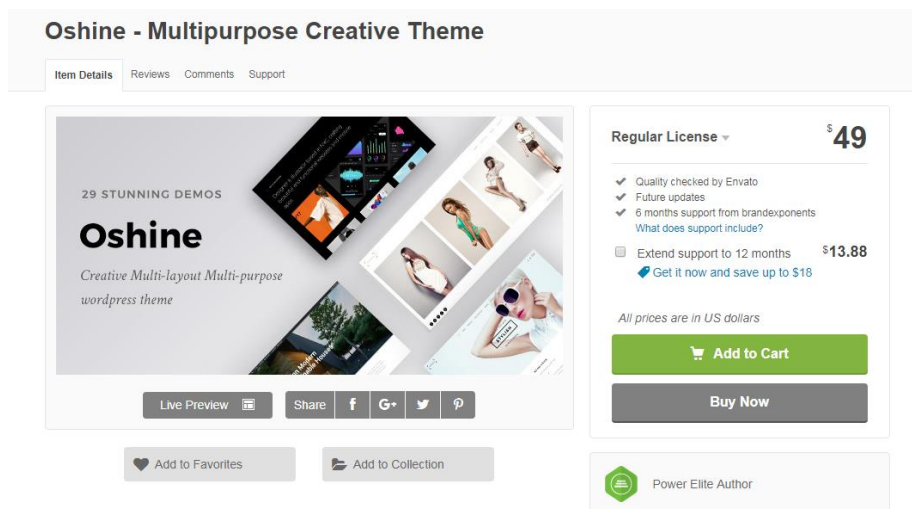 Oshine - Multipurpose Creative Theme
Item Details Reviews Comments Support
29 STUNNING DEMOS
Oshine
Creative Multi-layout Multi-purpose
wordpress theme
STYLISH
Live Preview
Share f G+
Add to Favorites
Add to Collection
Regular License $49
Quality checked by Envato
Future updates
6 months support from brandexponents
What does support include?
Extend support to 12 months $13.88
Get it now and save up to $18
All prices are in US dollars
Add to Cart
Buy Now
Power Elite Author